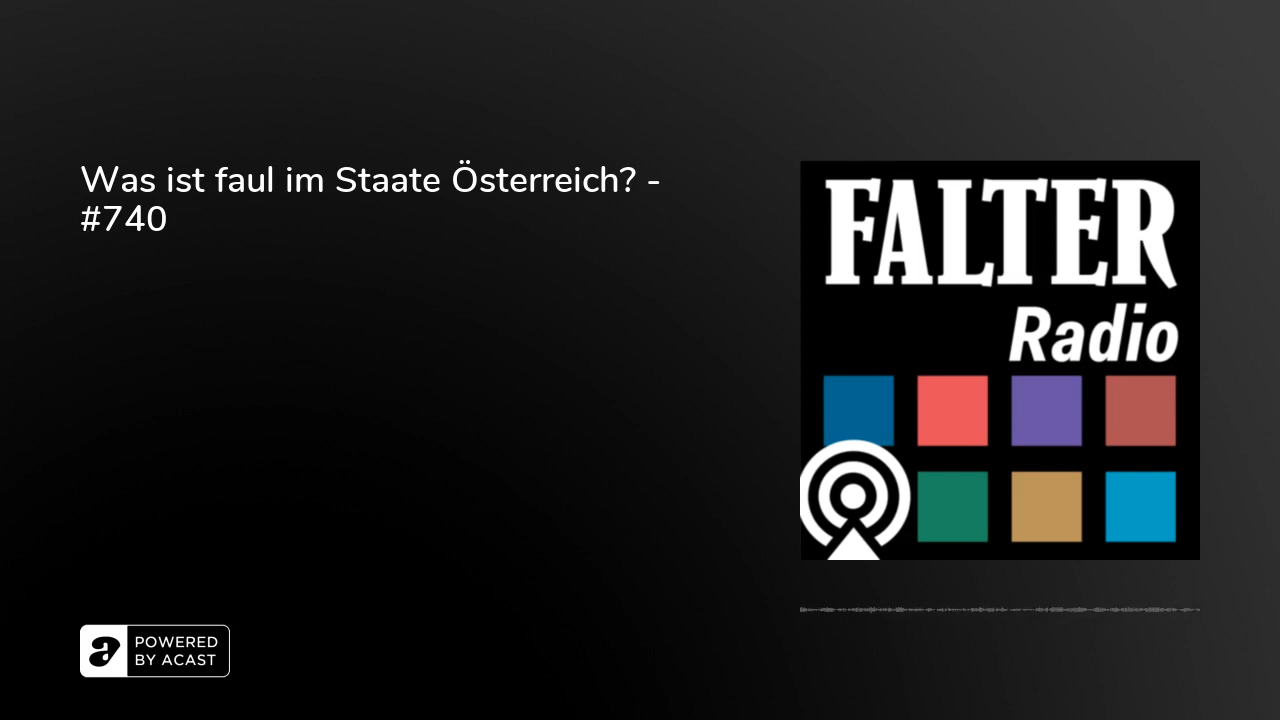 Was ist faul im Staate Österreich? -
#740
FALTER
Radio
a POWERED
BY ACAST